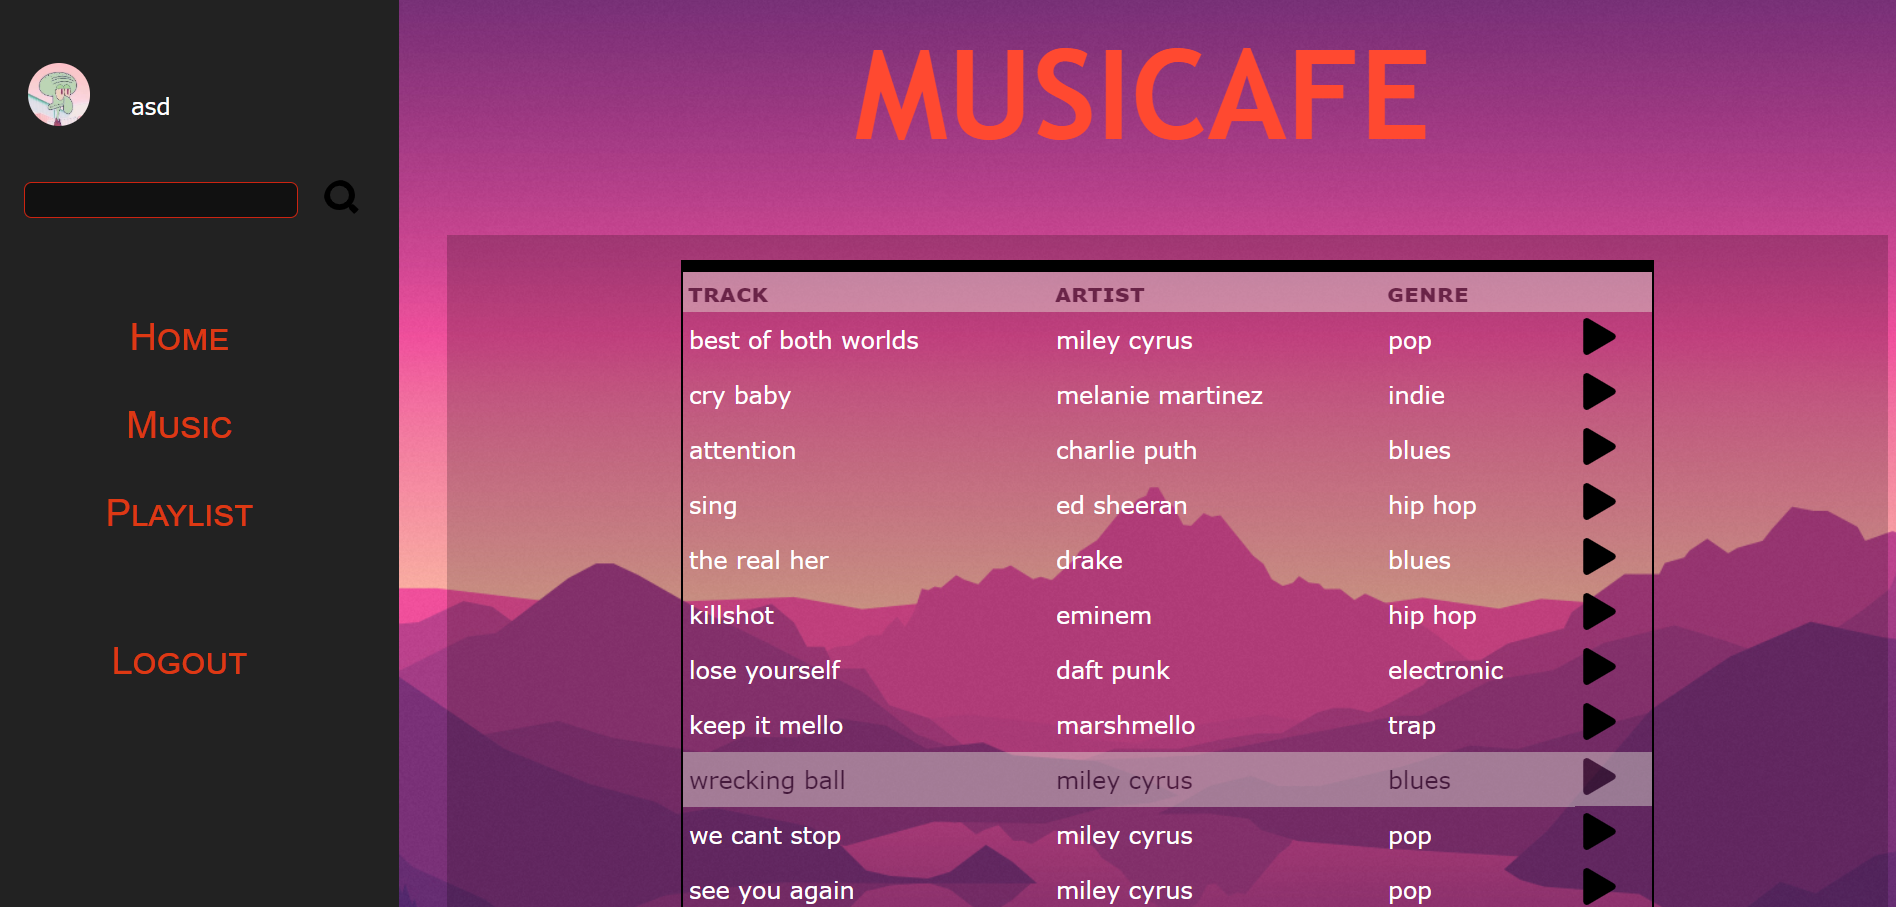 asd
Home
Music
Playlist
Logout
MUSICAFE
TRACK ARTIST GENRE
best of both worlds miley cyrus pop
cry baby melanie martinez indie
attention charlie puth blues
sing ed sheeran hip hop
the real her drake blues
killshot eminem hip hop
lose yourself daft punk electronic
keep it mello marshmello trap
wrecking ball miley cyrus blues
we cant stop miley cyrus pop
see you again miley cyrus pop